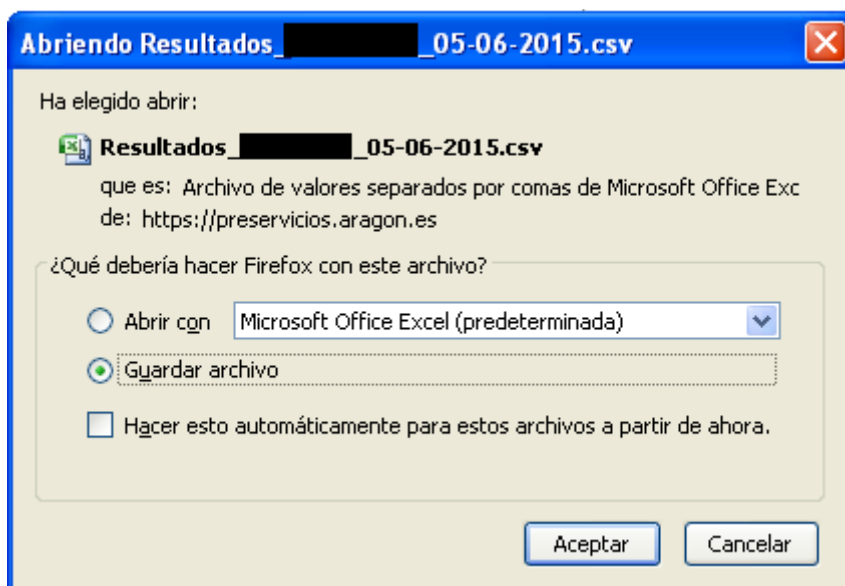 Abriendo Resultados_ _05-06-2015.csv
Ha elegido abrir:
Resultados_ _05-06-2015.csv
que es: Archivo de valores separados por comas de Microsoft Office Exc
de: https://preservicios.aragon.es
¿Qué debería hacer Firefox con este archivo?
Abrir con Microsoft Office Excel (predeterminada)
Guardar archivo
Hacer esto automáticamente para estos archivos a partir de ahora.
Aceptar Cancelar